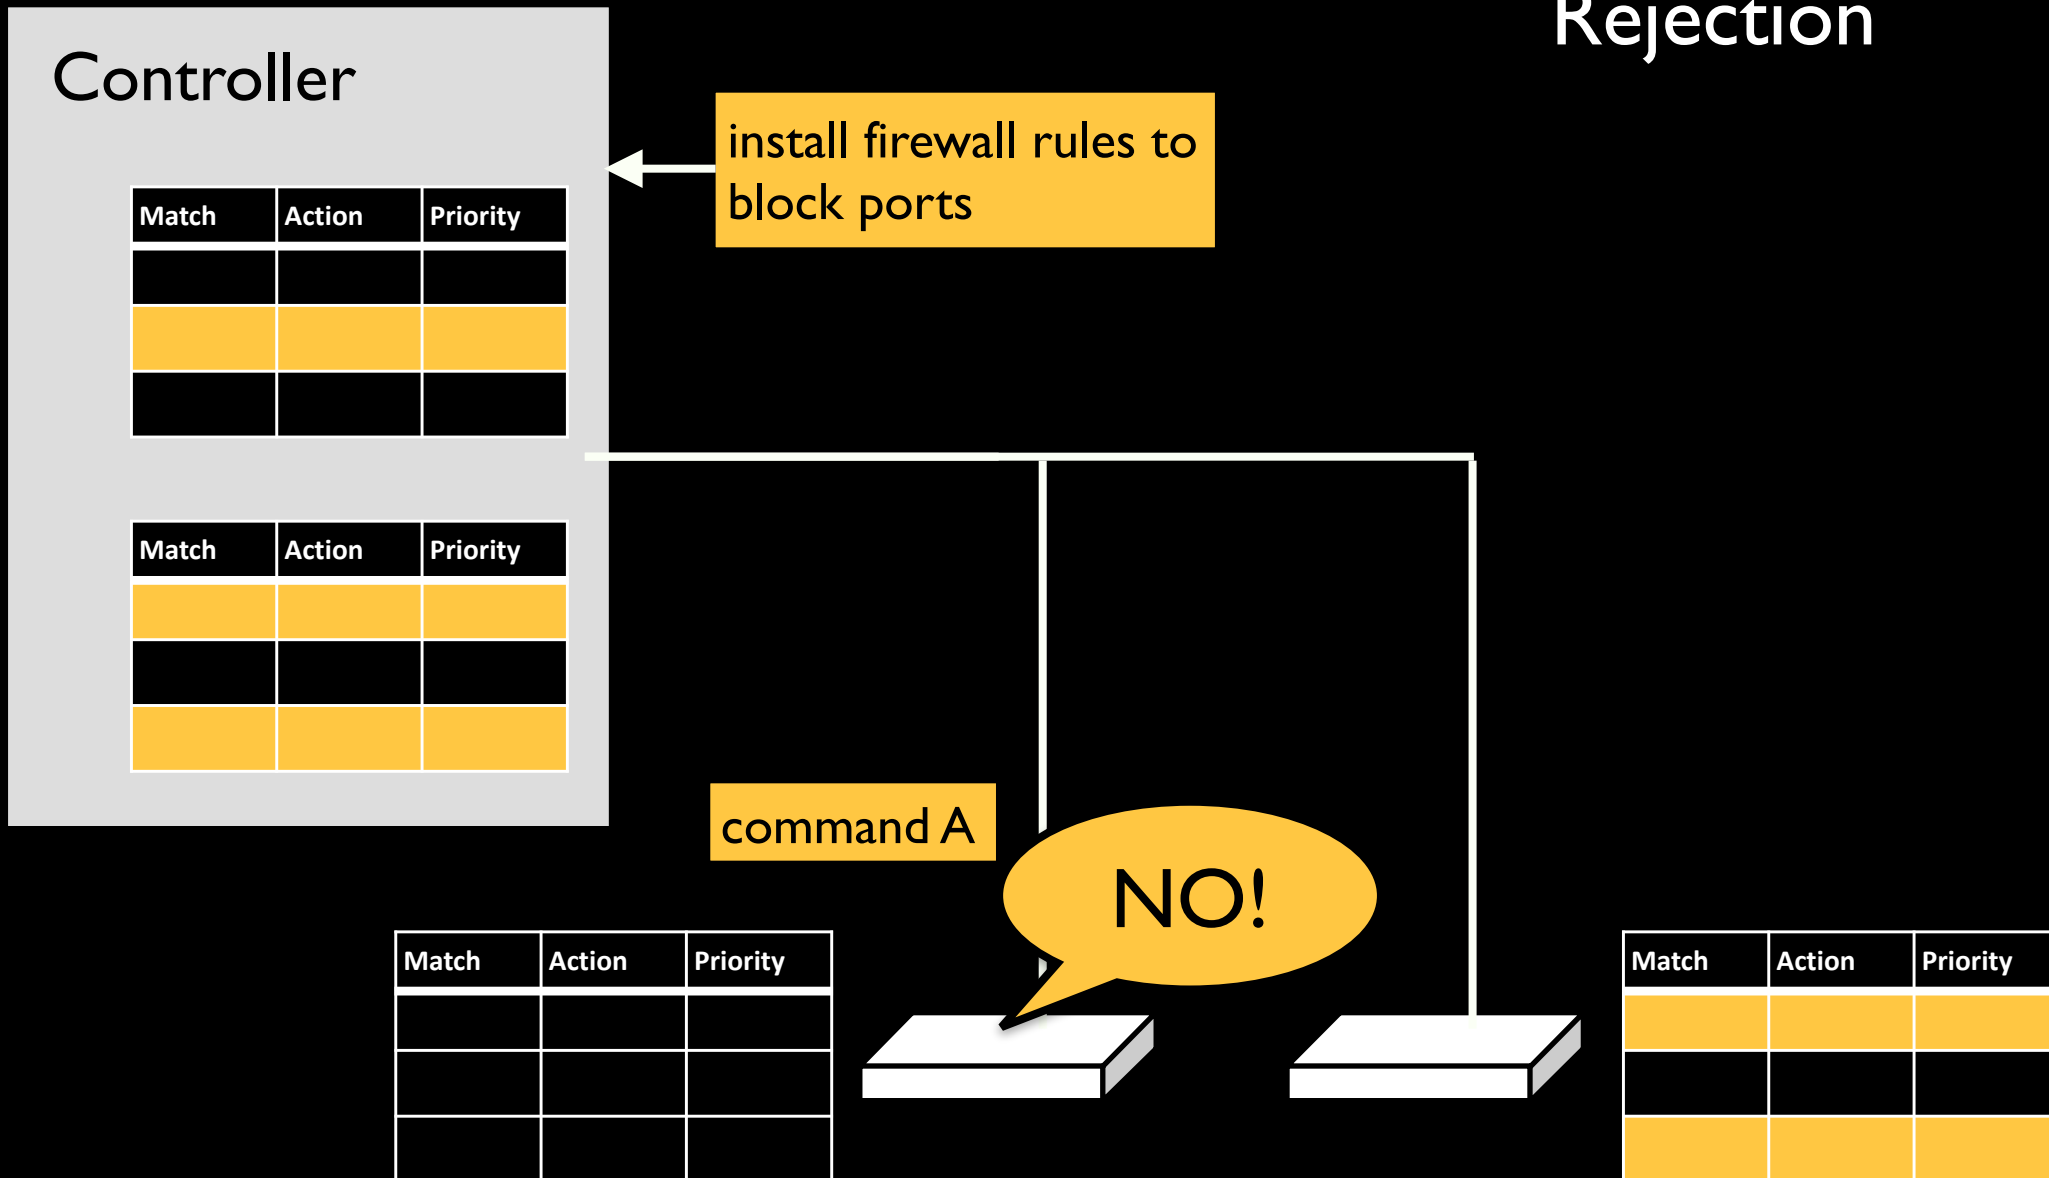 Rejection
Controller
install firewall rules to
block ports
Match Action Priority
Match Action Priority
command A
NO!
Match Action Priority
Match Action Priority